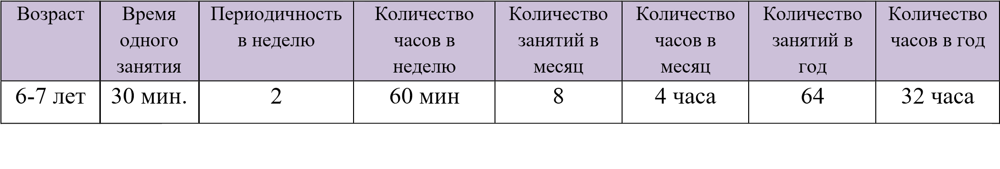 Возраст
Время
одного
занятия
Периодичность
в неделю
Количество
часов в
неделю
Количество
занятий в
месяц
Количество
часов в
месяц
Количество
занятий в
год
Количество
часов в год
6-7 лет
30 мин.
2
60 мин
8
4 часа
64
32 часа